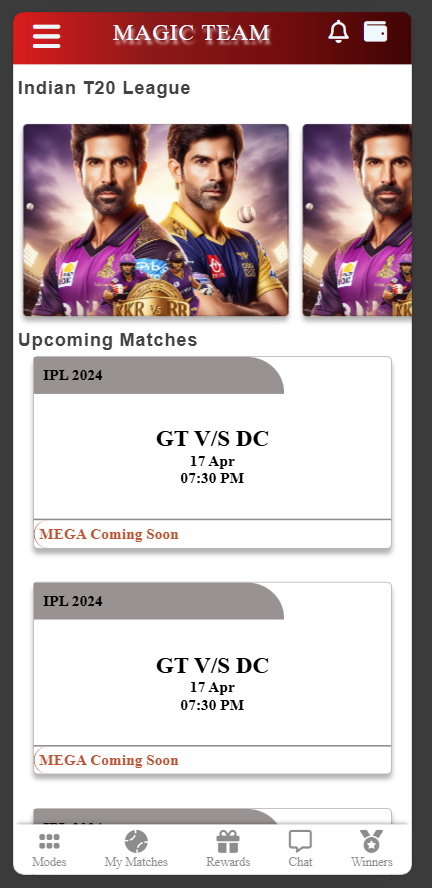 MAGIC TEAM
Indian T20 League
KKR VS RR
Upcoming Matches
IPL 2024
GT V/S DC
17 Apr
07:30 PM
MEGA Coming Soon
IPL 2024
GT V/S DC
17 Apr
07:30 PM
MEGA Coming Soon
Modes
My Matches
Rewards
Chat
Winners